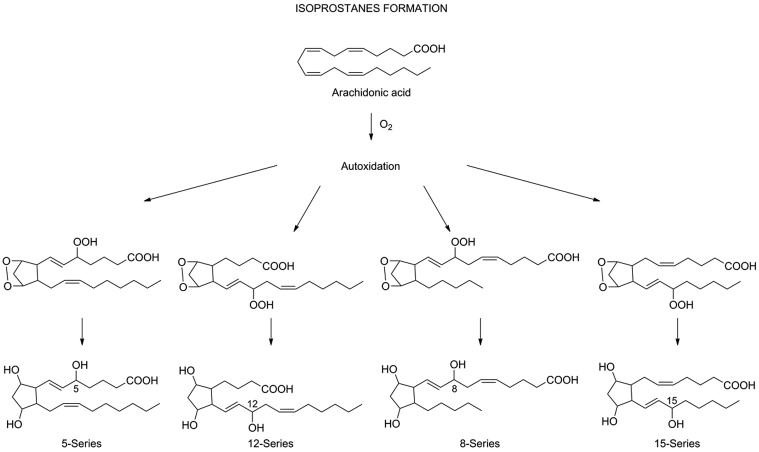 ISOPROSTANES FORMATION
COOH
Arachidonic acid
O2
Autoxidation
OOH
COOH
O
O
COOH
O
O
OOH
OOH
COOH
O
O
COOH
O
O
OOH
HO
OH
5
COOH
HO
HO
COOH
12
HO
OH
HO
OH
8
COOH
HO
HO
COOH
15
HO
OH
5-Series
12-Series
8-Series
15-Series